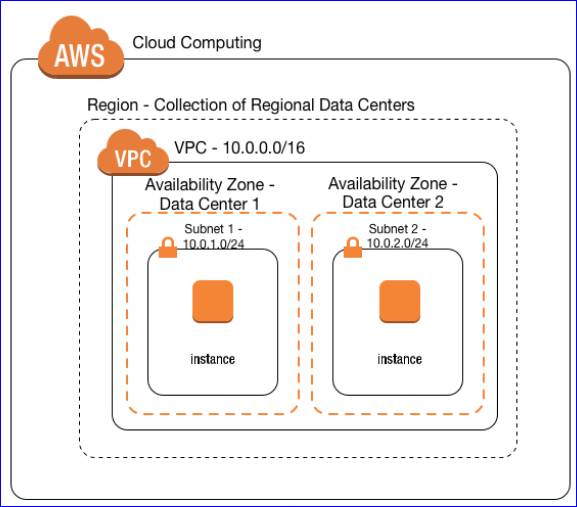 AWS
Cloud Computing
Region - Collection of Regional Data Centers
VPC
VPC - 10.0.0.0/16
Availability Zone -
Data Center 1
Availability Zone -
Data Center 2
Subnet 1 -
10.0.1.0/24
Subnet 2 -
10.0.2.0/24
instance
instance